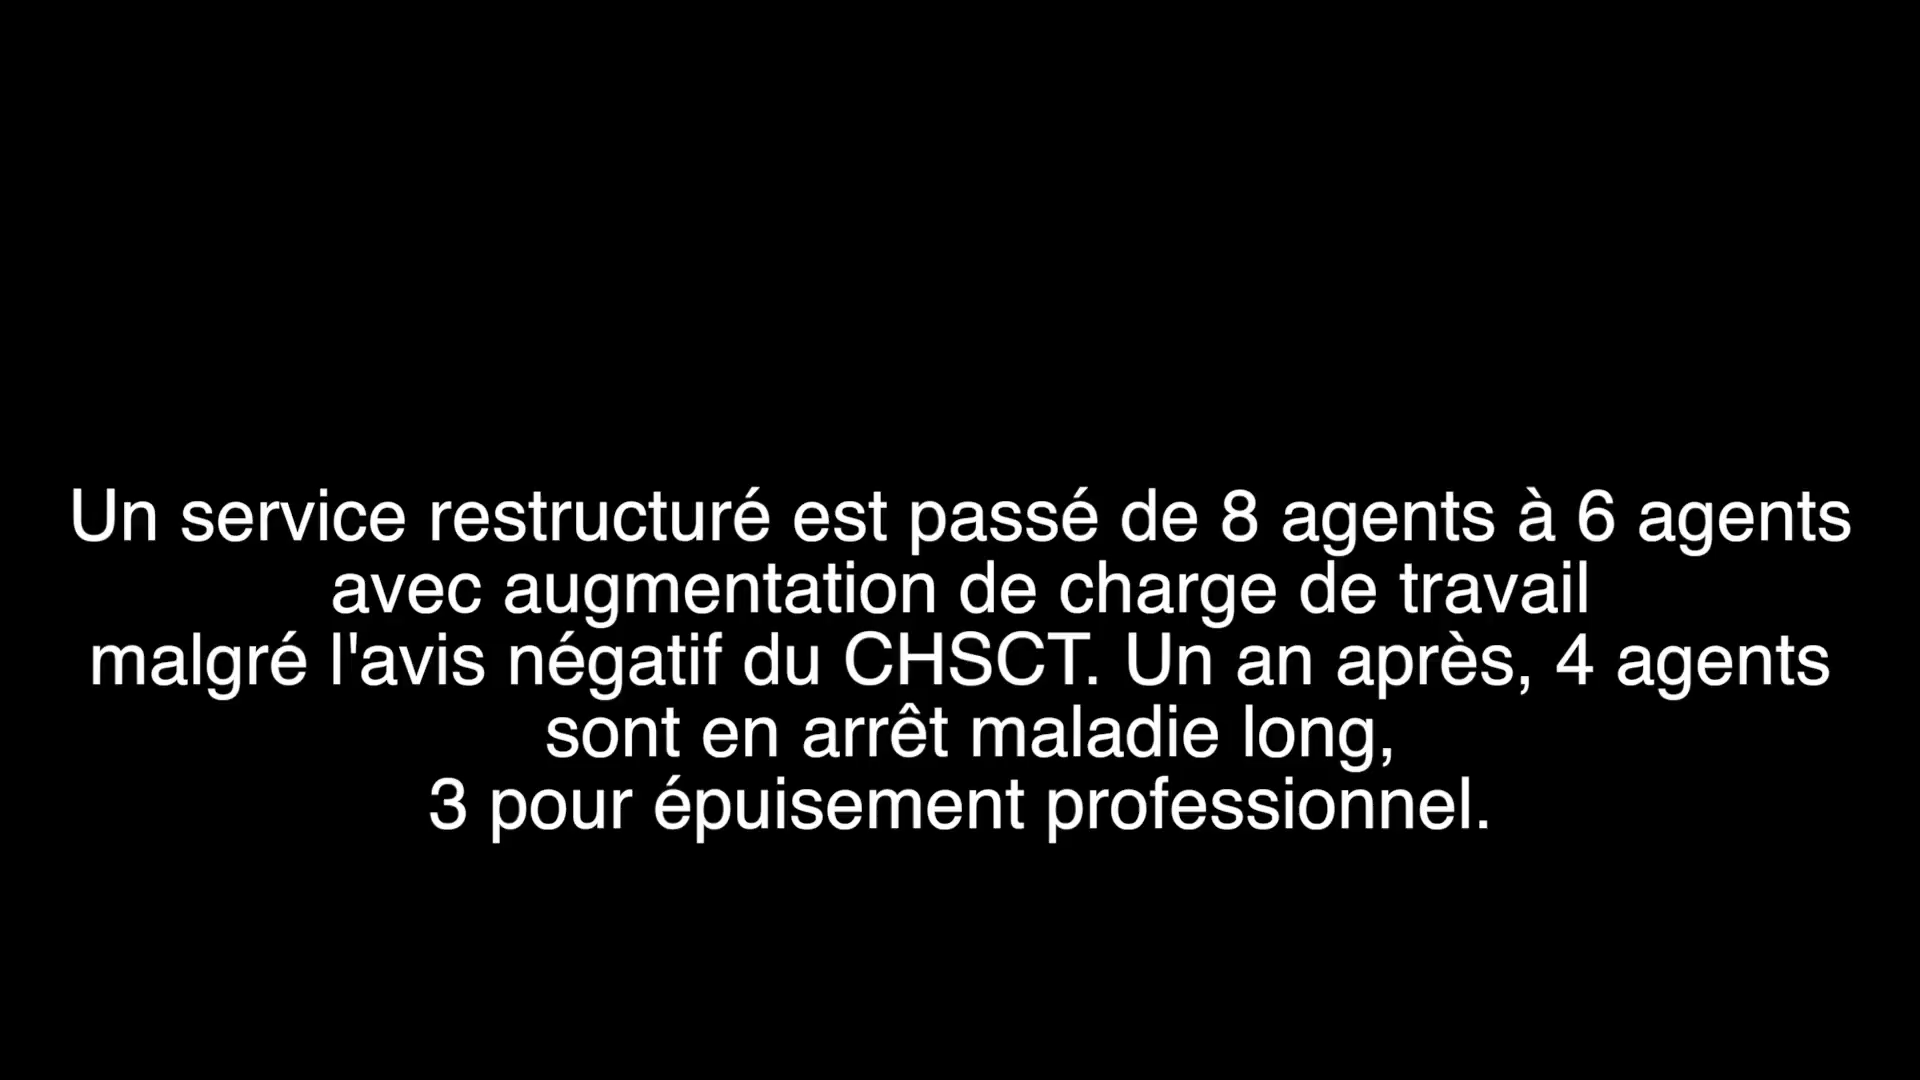 Un service restructuré est passé de 8 agents à 6 agents
avec augmentation de charge de travail
malgré l'avis négatif du CHSCT. Un an après, 4 agents
sont en arrêt maladie long,
3 pour épuisement professionnel.